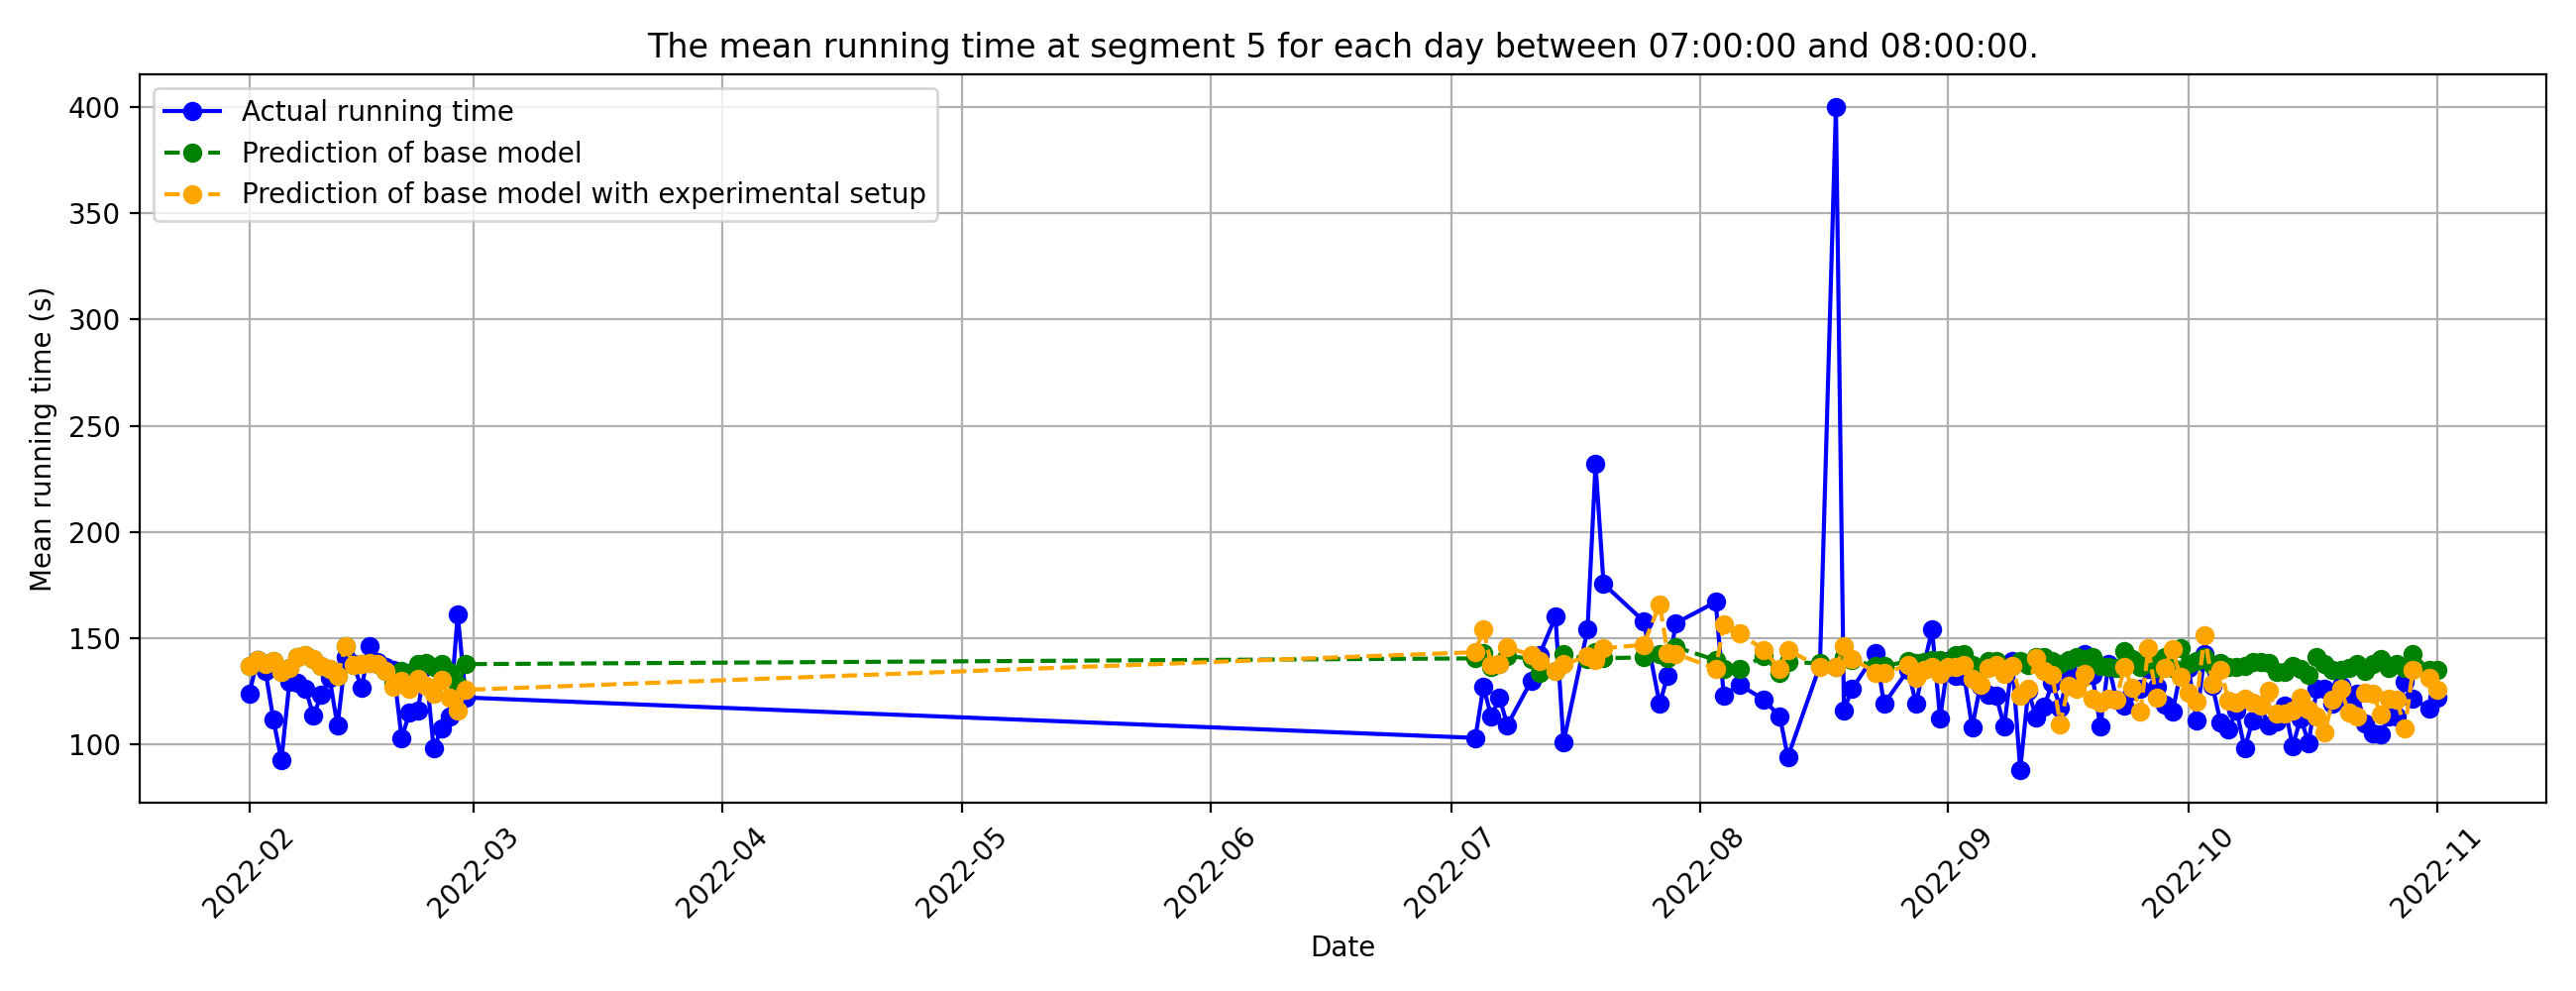 The mean running time at segment 5 for each day between 07:00:00 and 08:00:00.
Actual running time
Prediction of base model
Prediction of base model with experimental setup
Mean running time (s)
400
350
300
250
200
150
100
2022-02
2022-03
2022-04
2022-05
2022-06
2022-07
2022-08
2022-09
2022-10
2022-11
Date